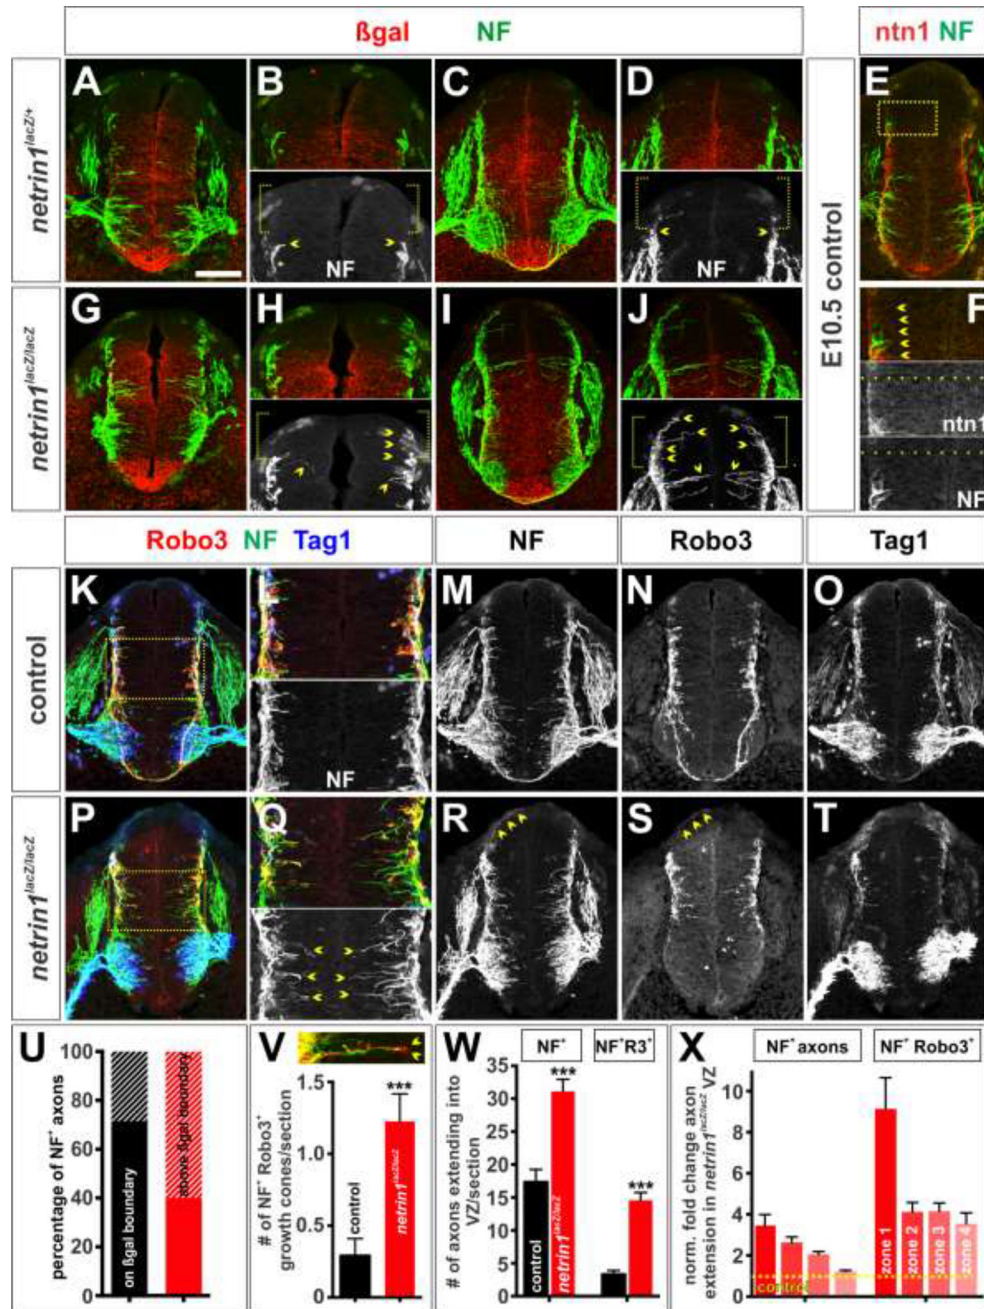 ßgal NF
ntn1 NF
netrin1lacZ/+
A
B
C
D
E
NF
NF
E10.5 control
netrin1lacZ/lacZ
G
H
I
J
F
ntn1
NF
Robo3 NF Tag1
NF
Robo3
Tag1
control
K
L
M
N
O
NF
netrin1lacZ/lacZ
P
Q
R
S
T
U
percentage of NF+ axons
100
80
60
40
20
0
on ßgal boundary
above ßgal boundary
V
# of NF+ Robo3+
growth cones/section
1.5
1.0
0.5
0
control
netrin1lacZ/lacZ
***
W
NF+
NF+R3+
# of axons extending into
VZ/section
35
30
25
20
15
10
5
0
control
netrin1lacZ/lacZ
***
***
X
NF+ axons
NF+ Robo3+
norm. fold change axon
extension in netrin1lacZ/lacZ VZ
10
8
6
4
2
0
control
zone 1
zone 2
zone 3
zone 4